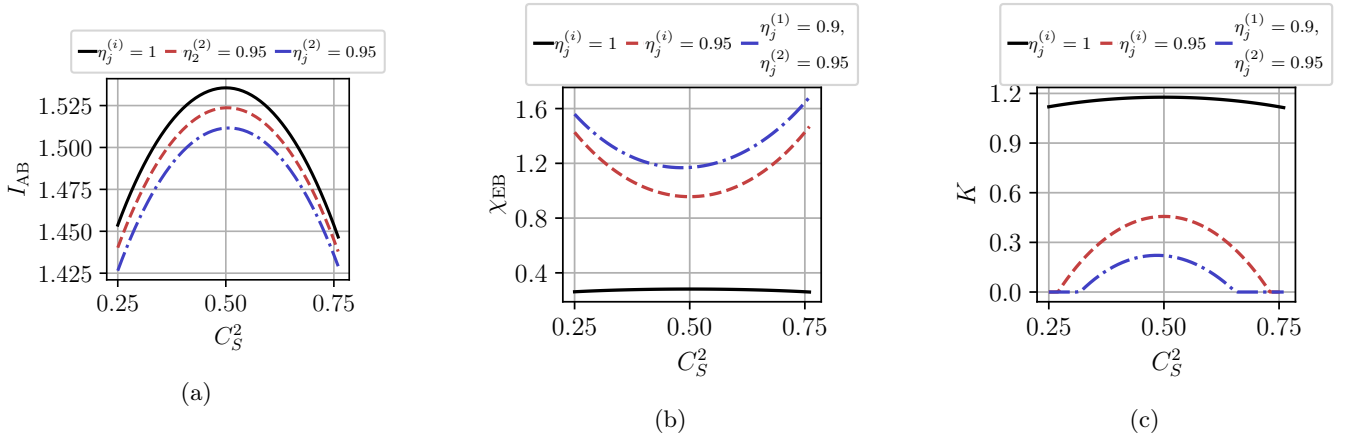 η_j^(i) = 1 η_2^(2) = 0.95 η_j^(2) = 0.95
1.525
1.500
1.475
1.450
1.425
I_AB
0.25 0.50 0.75
C_S^2
(a)
η_j^(i) = 1 η_j^(i) = 0.95 η_j^(1) = 0.9,
η_j^(2) = 0.95
1.6
1.2
0.8
0.4
χ_EB
0.25 0.50 0.75
C_S^2
(b)
η_j^(i) = 1 η_j^(i) = 0.95 η_j^(1) = 0.9,
η_j^(2) = 0.95
1.2
0.9
0.6
0.3
0.0
K
0.25 0.50 0.75
C_S^2
(c)